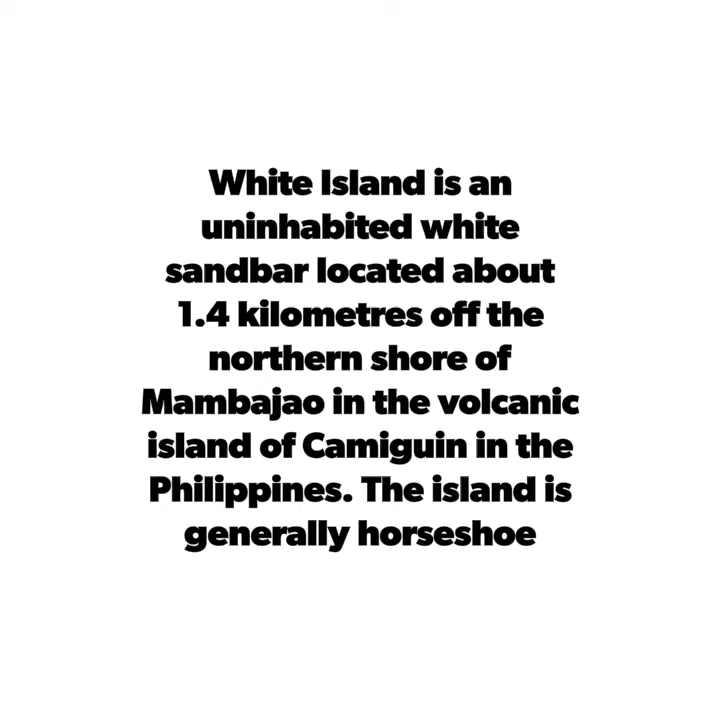 White Island is an
uninhabited white
sandbar located about
1.4 kilometres off the
northern shore of
Mambajao in the volcanic
island of Camiguin in the
Philippines. The island is
generally horseshoe